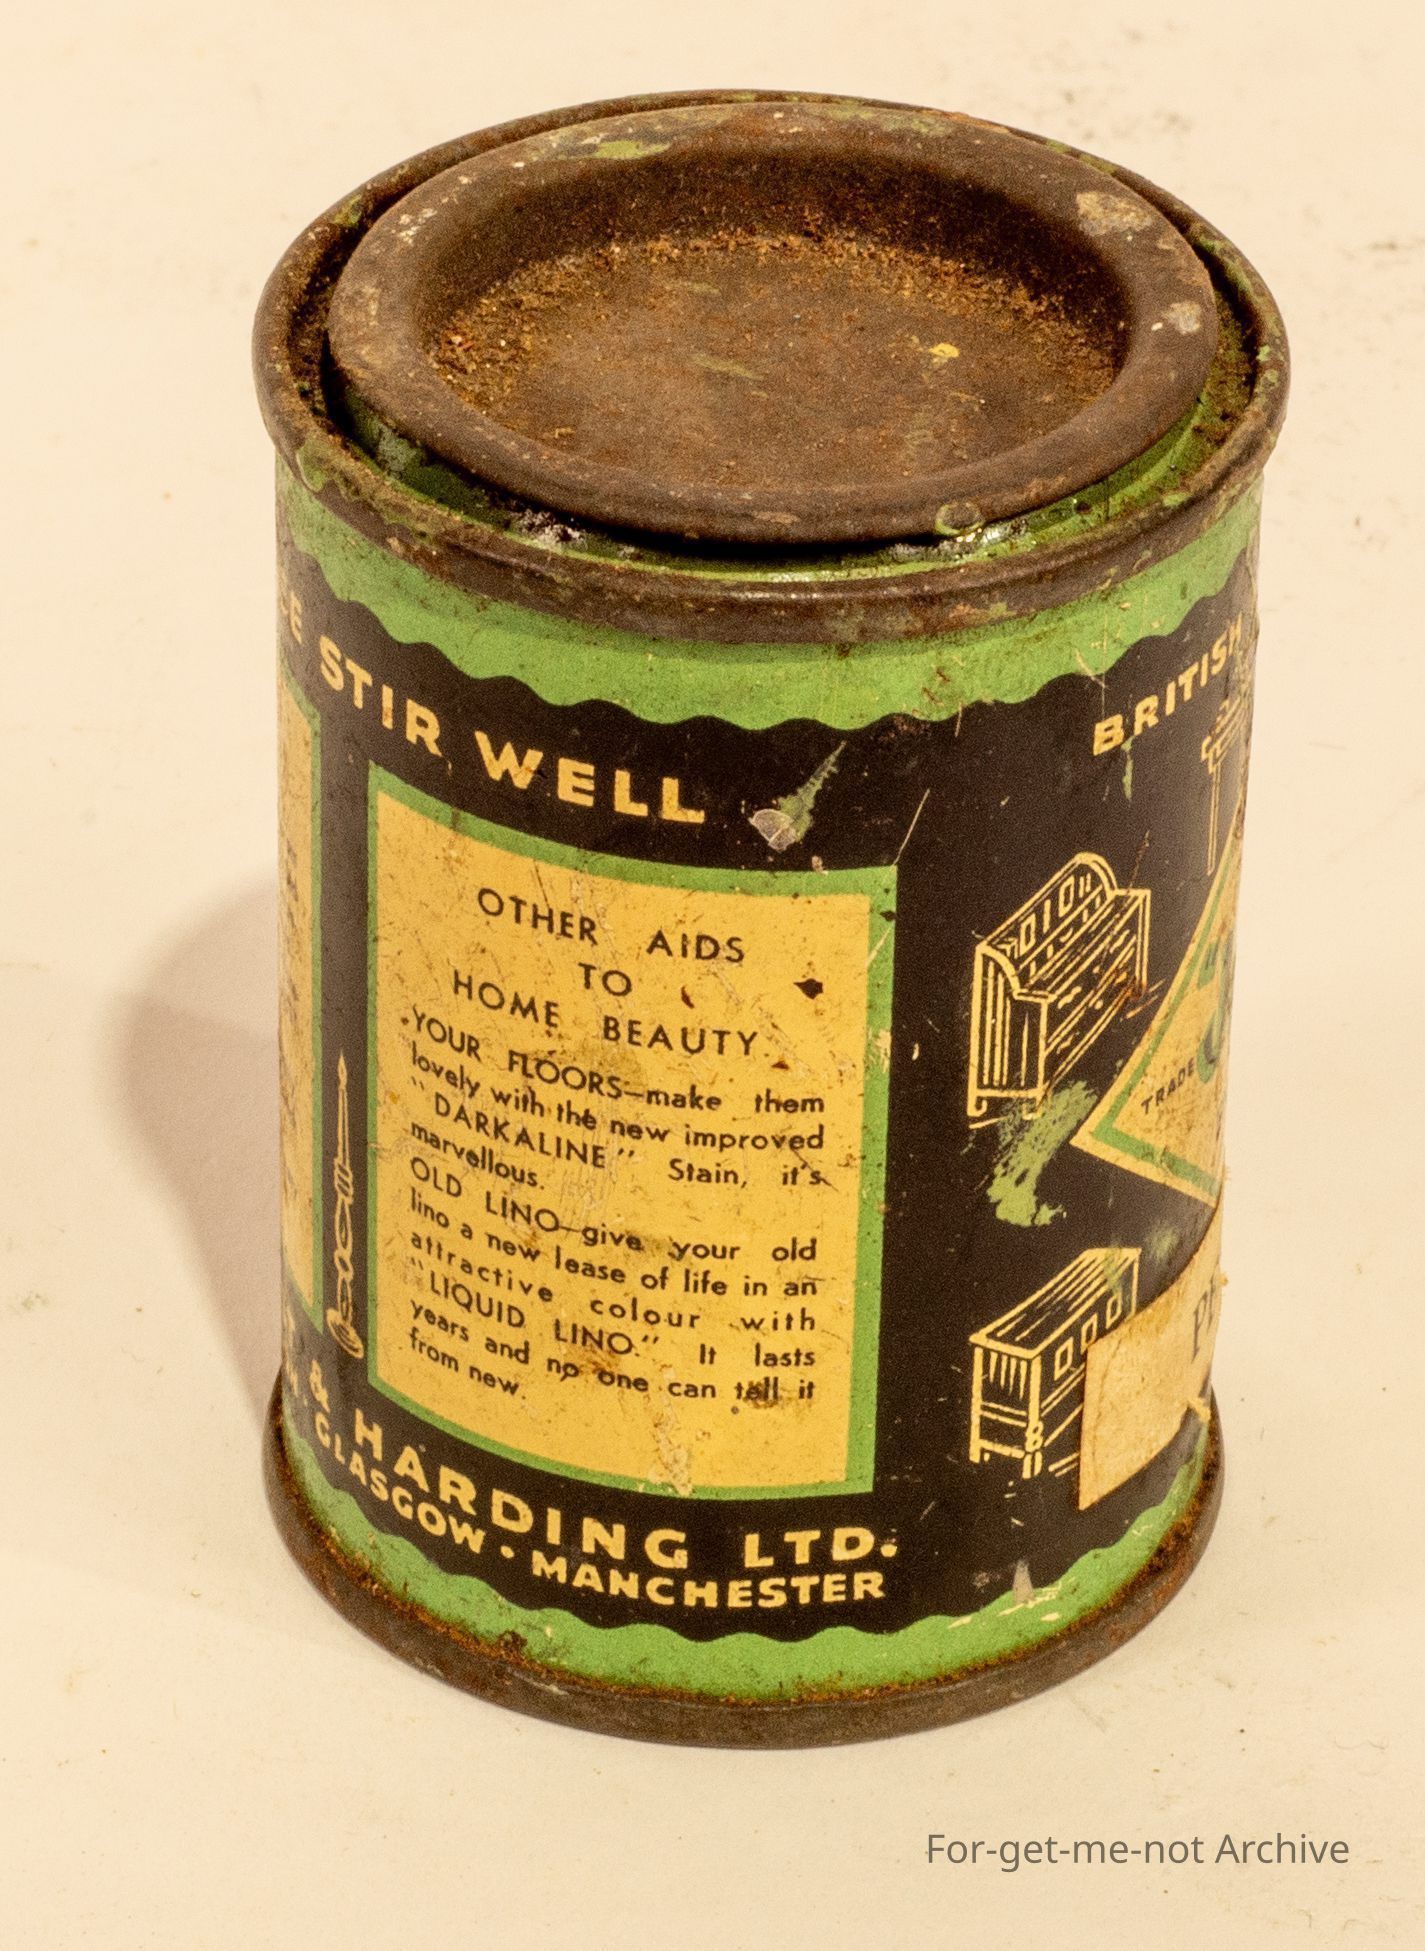 STIR WELL
BRITISH
OTHER AIDS
TO
HOME BEAUTY
YOUR FLOORS—make them
lovely with the new improved
"DARKALINE" Stain, it's
marvellous.
OLD LINO—give your old
lino a new lease of life in an
attractive colour with
"LIQUID LINO." It lasts
years and no one can tell it
from new.
TRADE
& HARDING LTD.
GLASGOW · MANCHESTER
For-get-me-not Archive